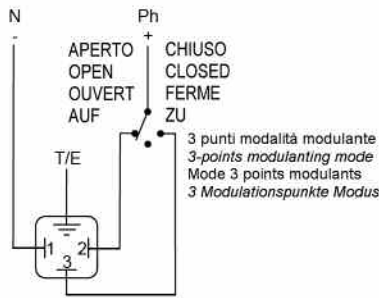 N
Ph
-
+
APERTO CHIUSO
OPEN CLOSED
OUVERT FERME
AUF ZU
3 punti modalità modulante
3-points modulanting mode
Mode 3 points modulants
3 Modulationspunkte Modus
T/E
1 2
3